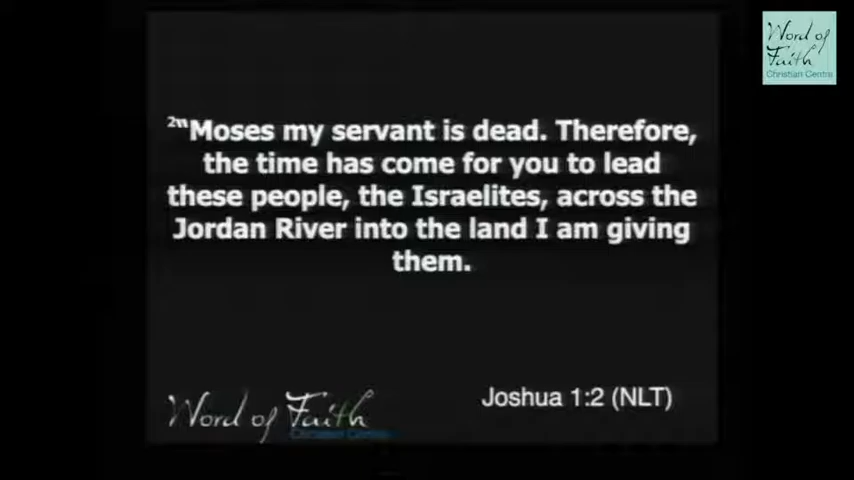 Word of
Faith
Christian Centre
2"Moses my servant is dead. Therefore,
the time has come for you to lead
these people, the Israelites, across the
Jordan River into the land I am giving
them.
Word of Faith
Christian Centre
Joshua 1:2 (NLT)